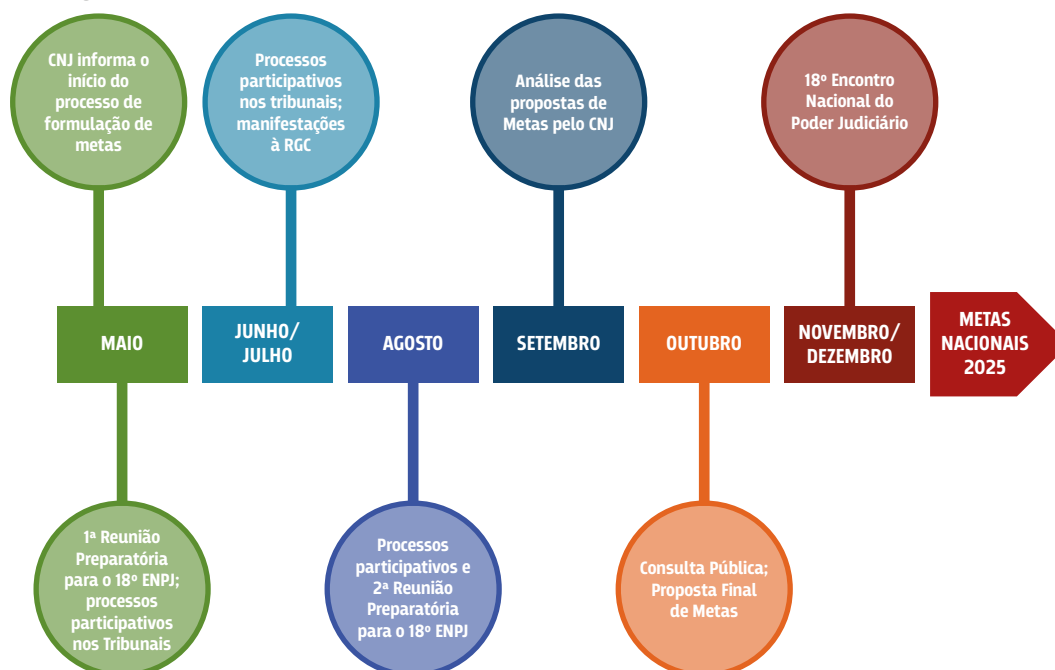 CNJ informa o
início do
processo de
formulação de
metas
Processos
participativos
nos tribunais;
manifestações
à RGC
Análise das
propostas de
Metas pelo CNJ
18º Encontro
Nacional do
Poder Judiciário
MAIO
JUNHO/
JULHO
AGOSTO
SETEMBRO
OUTUBRO
NOVEMBRO/
DEZEMBRO
METAS
NACIONAIS
2025
1ª Reunião
Preparatória
para o 18º ENPJ;
processos
participativos
nos Tribunais
Processos
participativos e
2ª Reunião
Preparatória
para o 18º ENPJ
Consulta Pública;
Proposta Final
de Metas